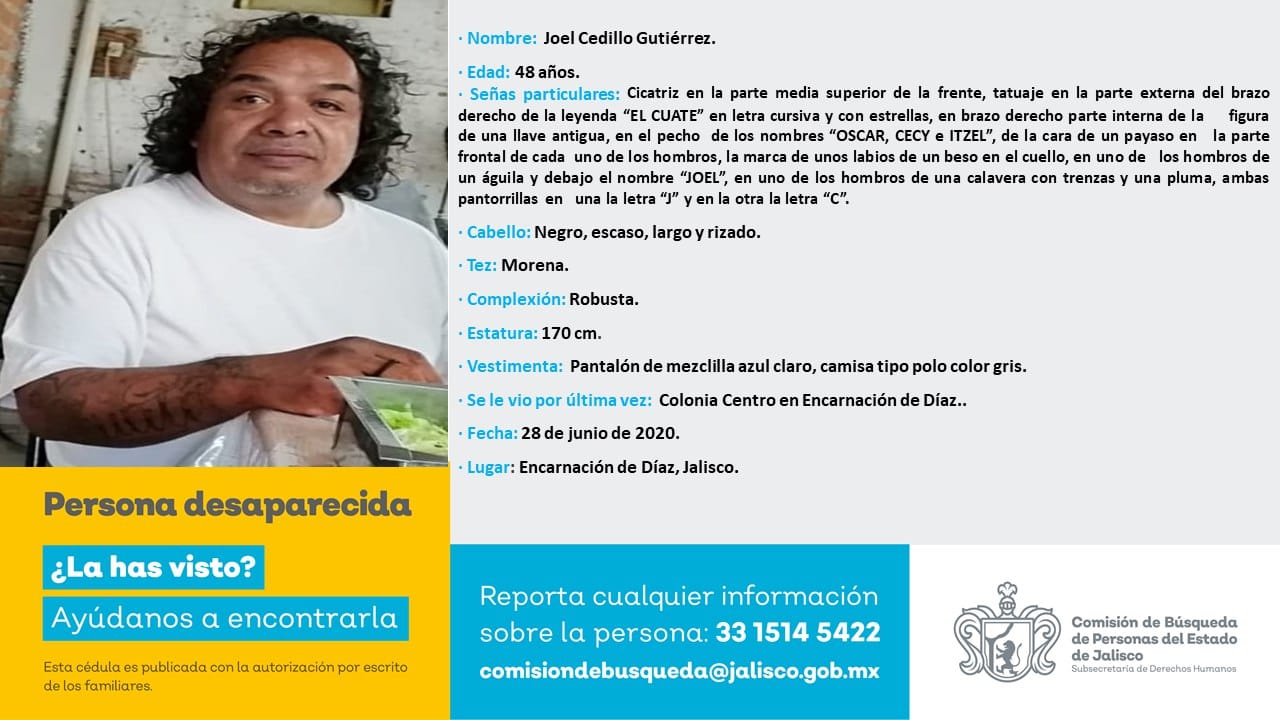 · Nombre: Joel Cedillo Gutiérrez.
· Edad: 48 años.
· Señas particulares: Cicatriz en la parte media superior de la frente, tatuaje en la parte externa del brazo
derecho de la leyenda “EL CUATE” en letra cursiva y con estrellas, en brazo derecho parte interna de la figura
de una llave antigua, en el pecho de los nombres “OSCAR, CECY e ITZEL”, de la cara de un payaso en la parte
frontal de cada uno de los hombros, la marca de unos labios de un beso en el cuello, en uno de los hombros de
un águila y debajo el nombre “JOEL”, en uno de los hombros de una calavera con trenzas y una pluma, ambas
pantorrillas en una la letra “J” y en la otra la letra “C”.
· Cabello: Negro, escaso, largo y rizado.
· Tez: Morena.
· Complexión: Robusta.
· Estatura: 170 cm.
· Vestimenta: Pantalón de mezclilla azul claro, camisa tipo polo color gris.
· Se le vio por última vez: Colonia Centro en Encarnación de Díaz..
· Fecha: 28 de junio de 2020.
· Lugar: Encarnación de Díaz, Jalisco.
Persona desaparecida
¿La has visto?
Ayúdanos a encontrarla
Esta cédula es publicada con la autorización por escrito
de los familiares.
Reporta cualquier información
sobre la persona: 33 1514 5422
comisiondebusqueda@jalisco.gob.mx
Comisión de Búsqueda
de Personas del Estado
de Jalisco
Subsecretaría de Derechos Humanos